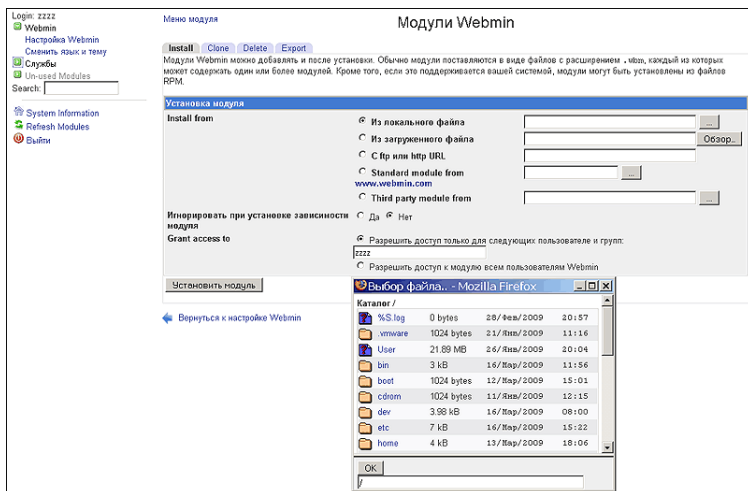 Login: zzzz
Webmin
Настройка Webmin
Сменить язык и тему
Службы
Un-used Modules
Search:
System Information
Refresh Modules
Выйти
Меню модуля
Модули Webmin
Install Clone Delete Export
Модули Webmin можно добавлять и после установки. Обычно модули поставляются в виде файлов с расширением .wbm, каждый из которых
может содержать один или более модулей. Кроме того, если это поддерживается вашей системой, модули могут быть установлены из файлов
RPM.
Установка модуля
Install from
Из локального файла ...
Из загруженного файла Обзор..
С ftp или http URL
Standard module from ...
www.webmin.com
Third party module from ...
Игнорировать при установке зависимости Да Нет
модуля
Grant access to
Разрешить доступ только для следующих пользователе и групп:
zzzz
Разрешить доступ к модулю всем пользователям Webmin
Установить модуль
Вернуться к настройке Webmin
Выбор файла.. - Mozilla Firefox
Каталог /
%S.log 0 bytes 28/Фев/2009 20:57
.vmware 1024 bytes 21/Янв/2009 11:16
User 21.89 MB 26/Янв/2009 20:04
bin 3 kB 16/Мар/2009 11:56
boot 1024 bytes 12/Мар/2009 15:01
cdrom 1024 bytes 11/Янв/2009 12:15
dev 3.98 kB 16/Мар/2009 08:00
etc 7 kB 16/Мар/2009 15:22
home 4 kB 13/Мар/2009 18:06
OK
/